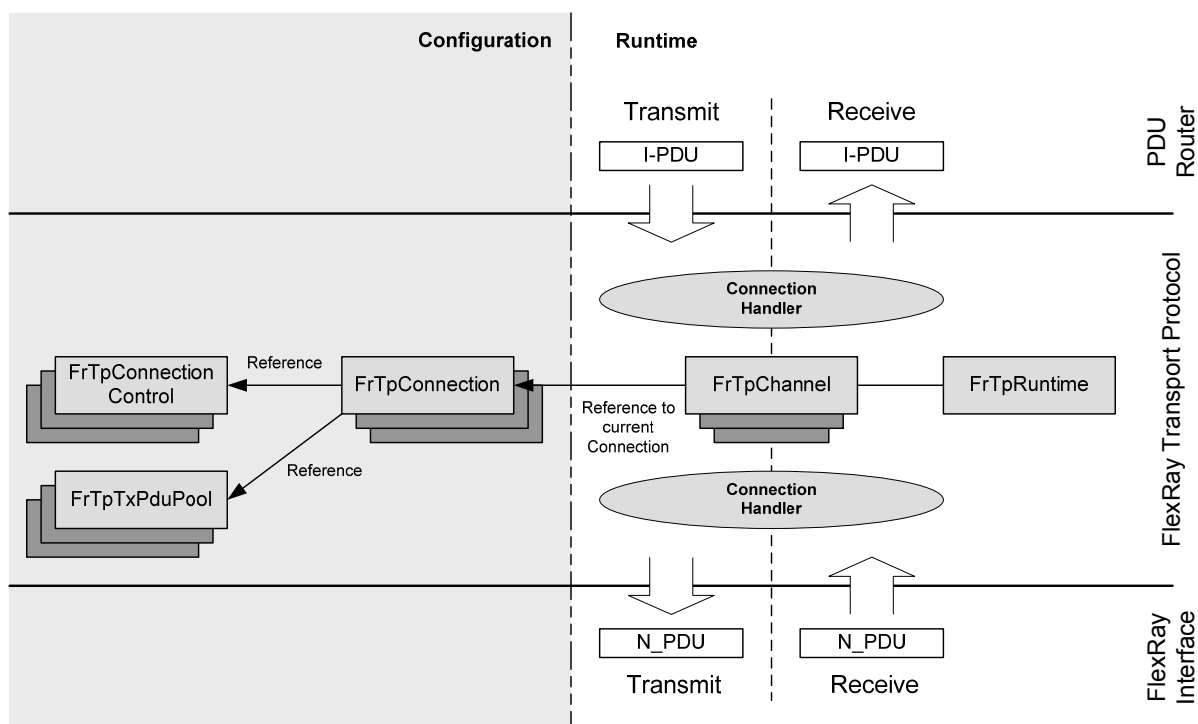 Configuration
Runtime
Transmit
Receive
I-PDU
I-PDU
PDU
Router
Connection
Handler
FrTpConnection
Control
Reference
FrTpConnection
Reference to
current
Connection
FrTpChannel
FrTpRuntime
Reference
FrTpTxPduPool
Connection
Handler
FlexRay Transport Protocol
N_PDU
N_PDU
Transmit
Receive
FlexRay
Interface